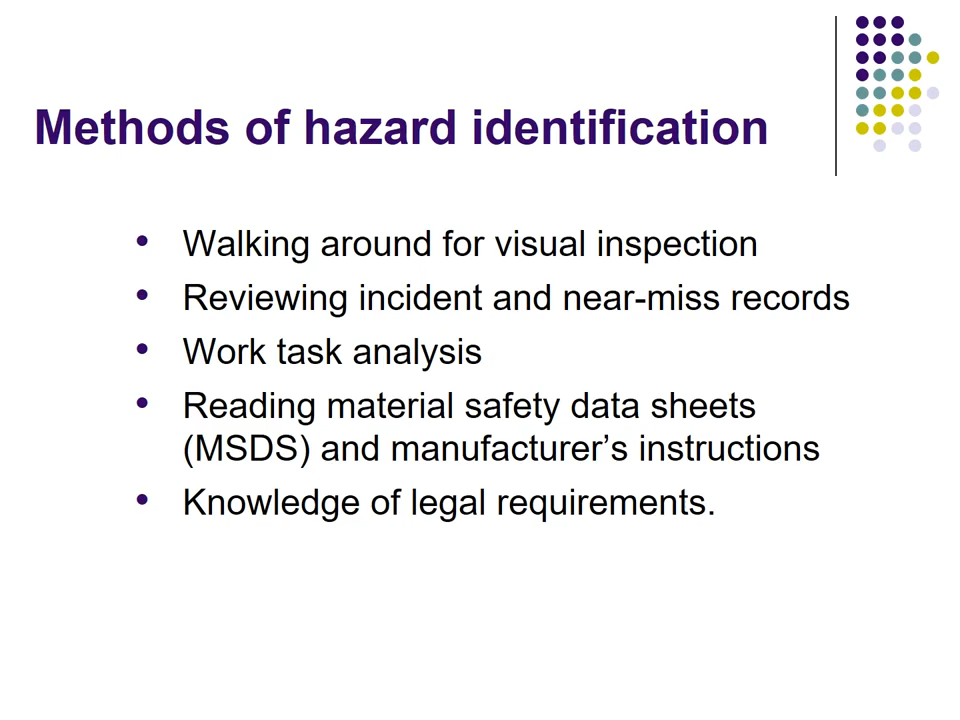 Methods of hazard identification
• Walking around for visual inspection
• Reviewing incident and near-miss records
• Work task analysis
• Reading material safety data sheets
(MSDS) and manufacturer’s instructions
• Knowledge of legal requirements.